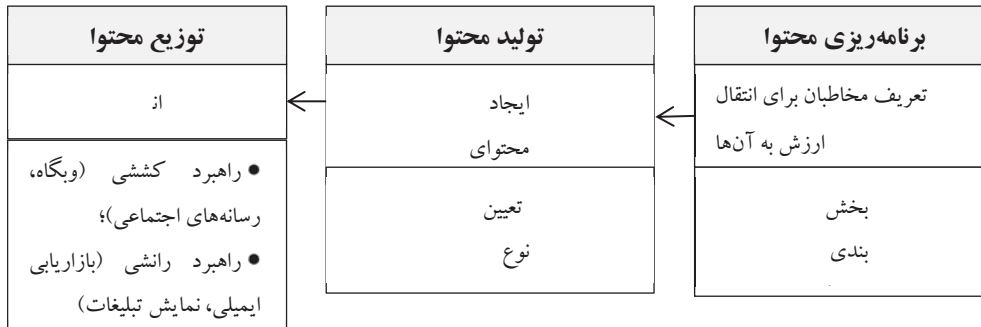 برنامه‌ریزی محتوا
تعریف مخاطبان برای انتقال
ارزش به آن‌ها
بخش
بندی
تولید محتوا
ایجاد
محتوای
تعیین
نوع
توزیع محتوا
از
● راهبرد کششی (وبگاه،
رسانه‌های اجتماعی)؛
● راهبرد رانشی (بازاریابی
ایمیلی، نمایش تبلیغات)